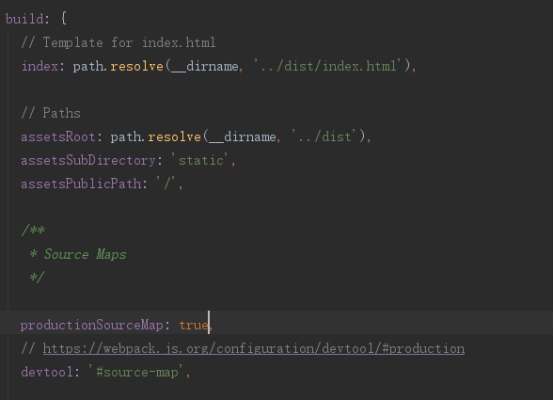 build: {
// Template for index.html
index: path.resolve(__dirname, '../dist/index.html'),
// Paths
assetsRoot: path.resolve(__dirname, '../dist'),
assetsSubDirectory: 'static',
assetsPublicPath: '/',
/**
* Source Maps
*/
productionSourceMap: true,
// https://webpack.js.org/configuration/devtool/#production
devtool: '#source-map',